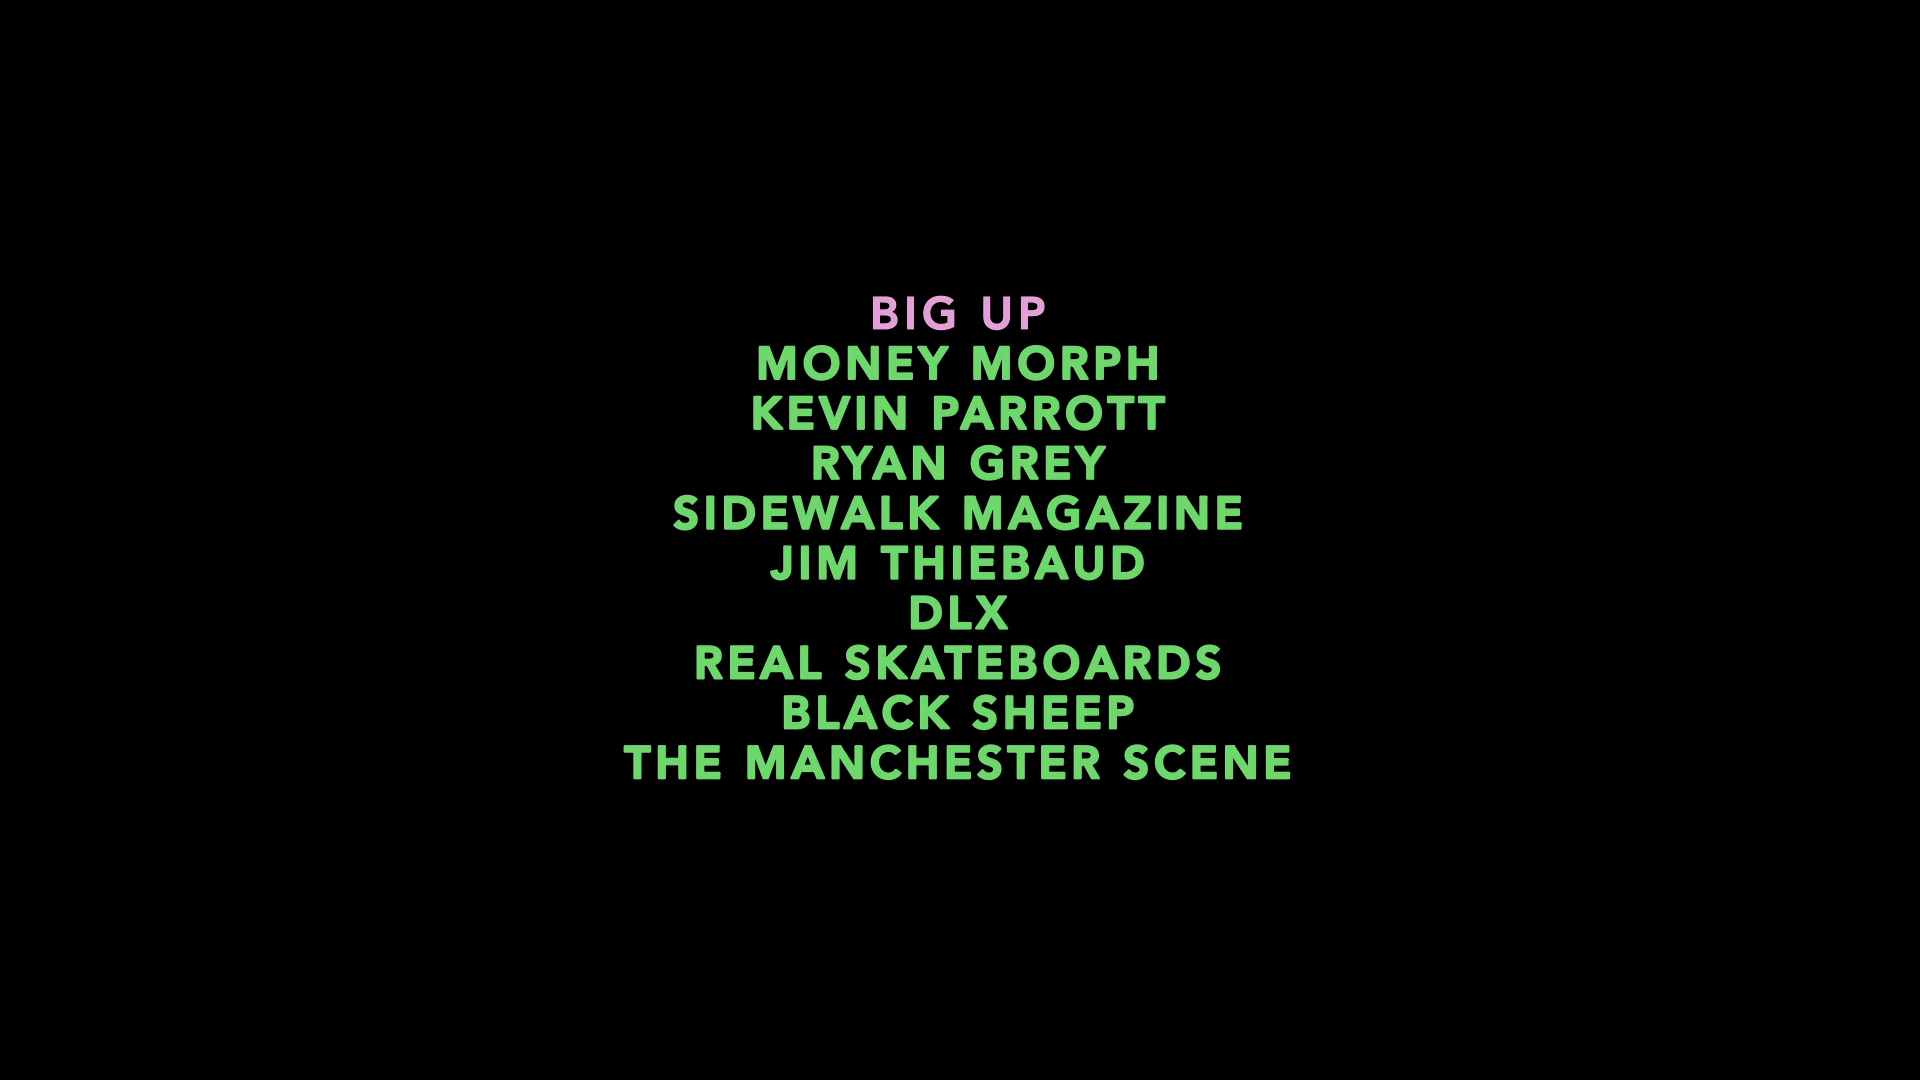 BIG UP
MONEY MORPH
KEVIN PARROTT
RYAN GREY
SIDEWALK MAGAZINE
JIM THIEBAUD
DLX
REAL SKATEBOARDS
BLACK SHEEP
THE MANCHESTER SCENE